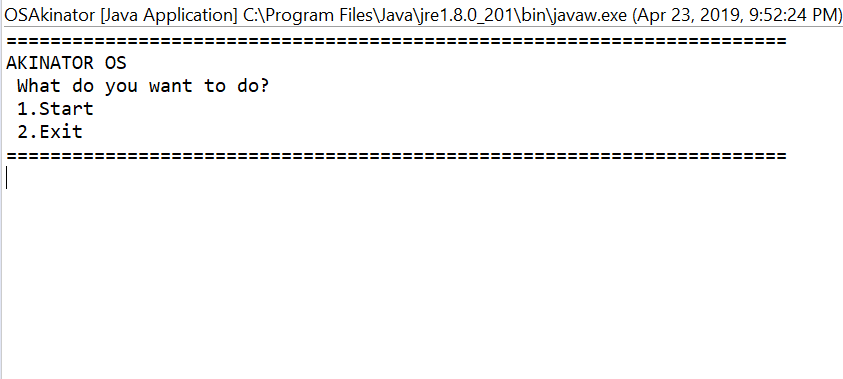 OSAkinator [Java Application] C:\Program Files\Java\jre1.8.0_201\bin\javaw.exe (Apr 23, 2019, 9:52:24 PM)
=======================================================================
AKINATOR OS
 What do you want to do?
 1.Start
 2.Exit
=======================================================================